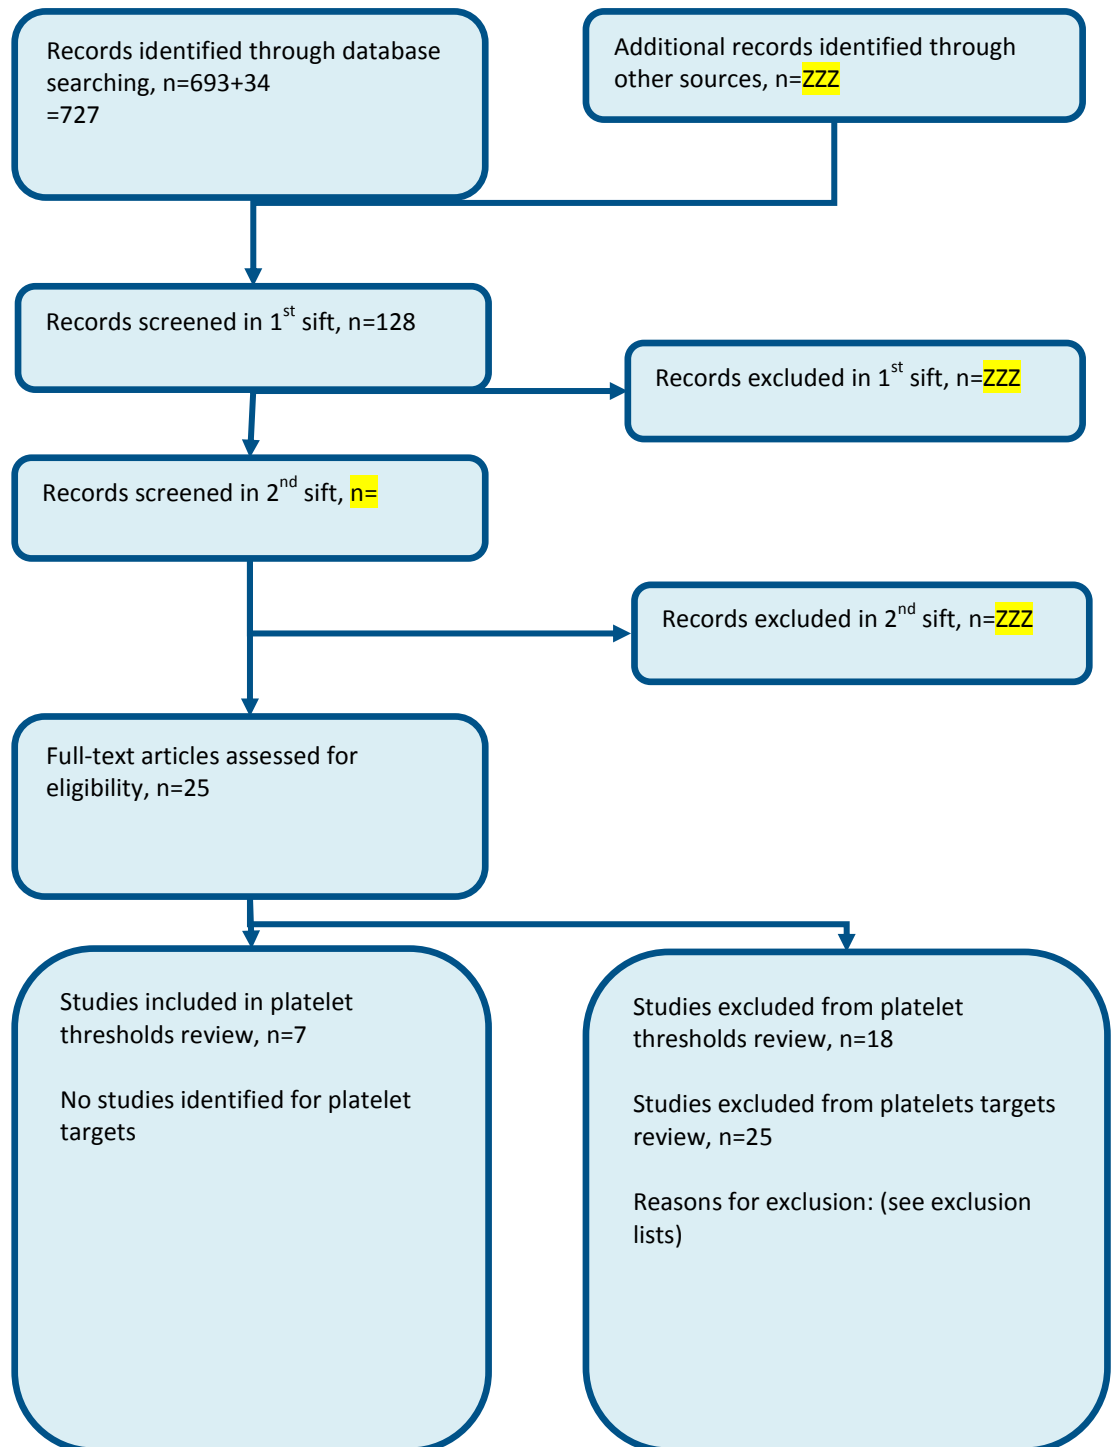 Records identified through database
searching, n=693+34
=727
Additional records identified through
other sources, n=ZZZ
Records screened in 1st sift, n=128
Records excluded in 1st sift, n=ZZZ
Records screened in 2nd sift, n=
Records excluded in 2nd sift, n=ZZZ
Full-text articles assessed for
eligibility, n=25
Studies included in platelet
thresholds review, n=7
No studies identified for platelet
targets
Studies excluded from platelet
thresholds review, n=18
Studies excluded from platelets targets
review, n=25
Reasons for exclusion: (see exclusion
lists)